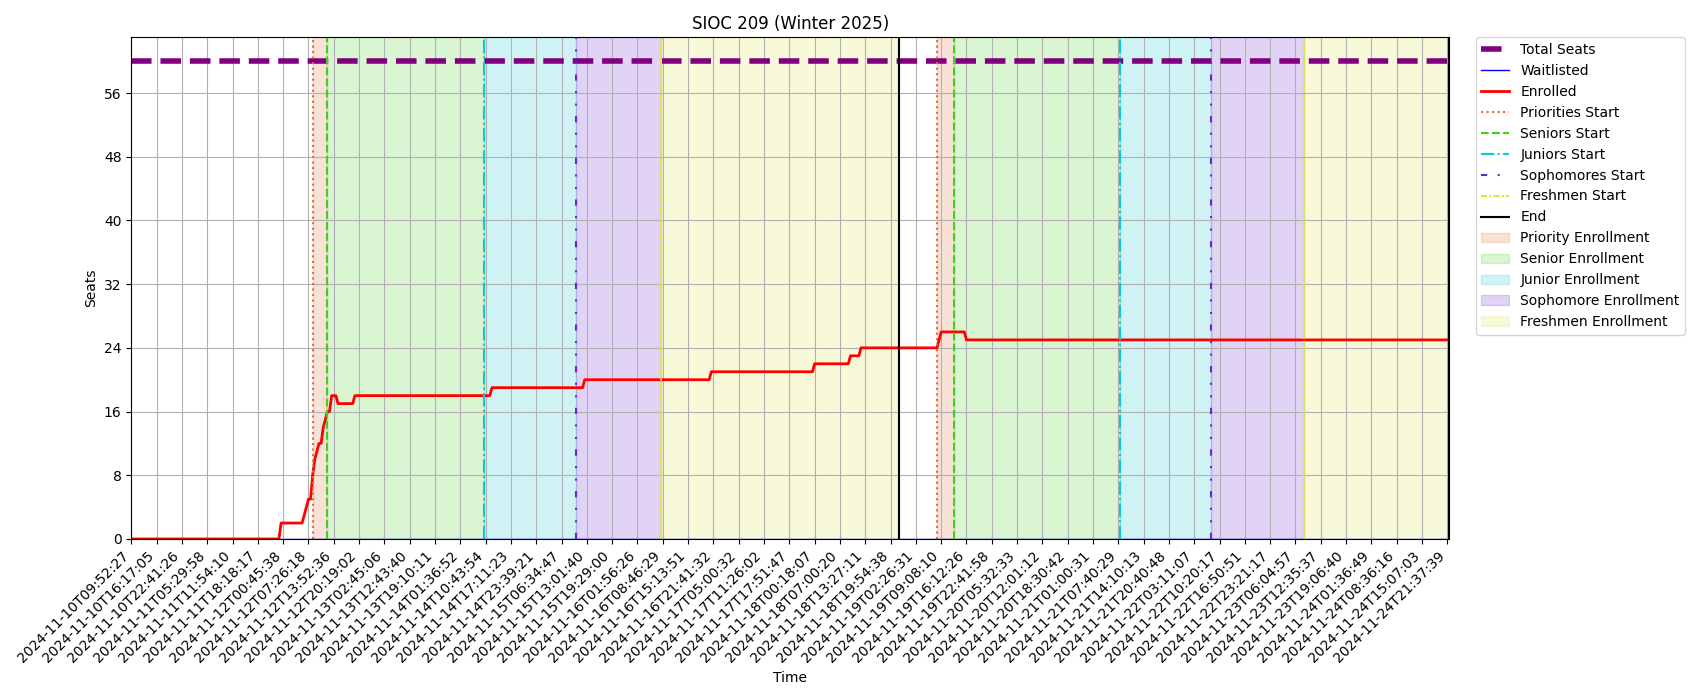 SIOC 209 (Winter 2025)
Seats
56
48
40
32
24
16
8
0
2024-11-10T09:52:27
2024-11-10T16:17:05
2024-11-10T22:41:26
2024-11-11T05:29:58
2024-11-11T11:54:10
2024-11-11T18:18:17
2024-11-12T00:45:38
2024-11-12T07:26:18
2024-11-12T13:52:36
2024-11-12T20:19:02
2024-11-13T02:45:06
2024-11-13T12:43:40
2024-11-13T19:10:11
2024-11-14T01:36:52
2024-11-14T10:43:54
2024-11-14T17:11:23
2024-11-14T23:39:21
2024-11-15T06:34:47
2024-11-15T13:01:40
2024-11-15T19:29:00
2024-11-16T01:56:26
2024-11-16T08:46:29
2024-11-16T15:13:51
2024-11-16T21:41:32
2024-11-17T05:00:32
2024-11-17T11:26:02
2024-11-17T17:51:47
2024-11-18T00:18:07
2024-11-18T07:00:20
2024-11-18T13:27:11
2024-11-18T19:54:38
2024-11-19T02:26:31
2024-11-19T09:08:10
2024-11-19T16:12:26
2024-11-19T22:41:58
2024-11-20T05:32:33
2024-11-20T12:01:12
2024-11-20T18:30:42
2024-11-21T01:00:31
2024-11-21T07:40:29
2024-11-21T14:10:13
2024-11-21T20:40:48
2024-11-22T03:11:07
2024-11-22T10:20:17
2024-11-22T16:50:51
2024-11-22T23:21:17
2024-11-23T06:04:57
2024-11-23T12:35:37
2024-11-23T19:06:40
2024-11-24T01:36:49
2024-11-24T08:36:16
2024-11-24T15:07:03
2024-11-24T21:37:39
Time
Total Seats
Waitlisted
Enrolled
Priorities Start
Seniors Start
Juniors Start
Sophomores Start
Freshmen Start
End
Priority Enrollment
Senior Enrollment
Junior Enrollment
Sophomore Enrollment
Freshmen Enrollment